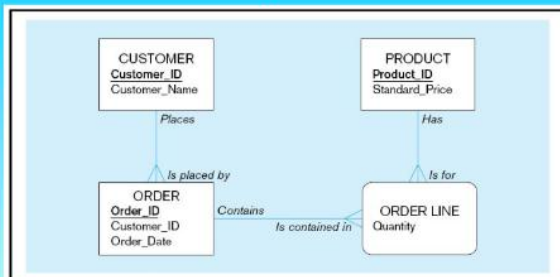 CUSTOMER
Customer_ID
Customer_Name
PRODUCT
Product_ID
Standard_Price
Places
Has
Is placed by
Is for
ORDER
Order_ID
Customer_ID
Order_Date
Contains
Is contained in
ORDER LINE
Quantity